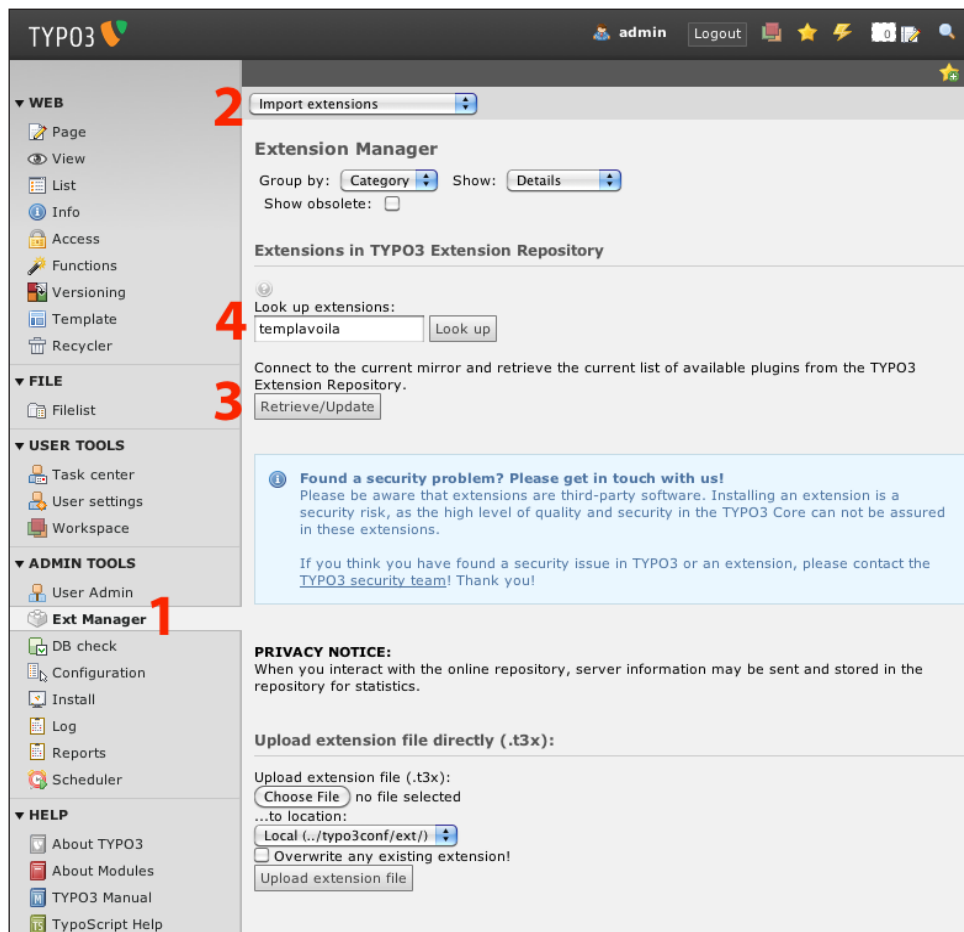 TYPO3
admin
Logout
0
WEB
Page
View
List
Info
Access
Functions
Versioning
Template
Recycler
FILE
Filelist
USER TOOLS
Task center
User settings
Workspace
ADMIN TOOLS
User Admin
1
Ext Manager
DB check
Configuration
Install
Log
Reports
Scheduler
HELP
About TYPO3
About Modules
TYPO3 Manual
TypoScript Help
2
Import extensions
Extension Manager
Group by: Category Show: Details
Show obsolete:
Extensions in TYPO3 Extension Repository
Look up extensions:
4
templavoila Look up
Connect to the current mirror and retrieve the current list of available plugins from the TYPO3
Extension Repository.
3
Retrieve/Update
Found a security problem? Please get in touch with us!
Please be aware that extensions are third-party software. Installing an extension is a
security risk, as the high level of quality and security in the TYPO3 Core can not be assured
in these extensions.
If you think you have found a security issue in TYPO3 or an extension, please contact the
TYPO3 security team! Thank you!
PRIVACY NOTICE:
When you interact with the online repository, server information may be sent and stored in the
repository for statistics.
Upload extension file directly (.t3x):
Upload extension file (.t3x):
Choose File no file selected
...to location:
Local (../typo3conf/ext/)
Overwrite any existing extension!
Upload extension file